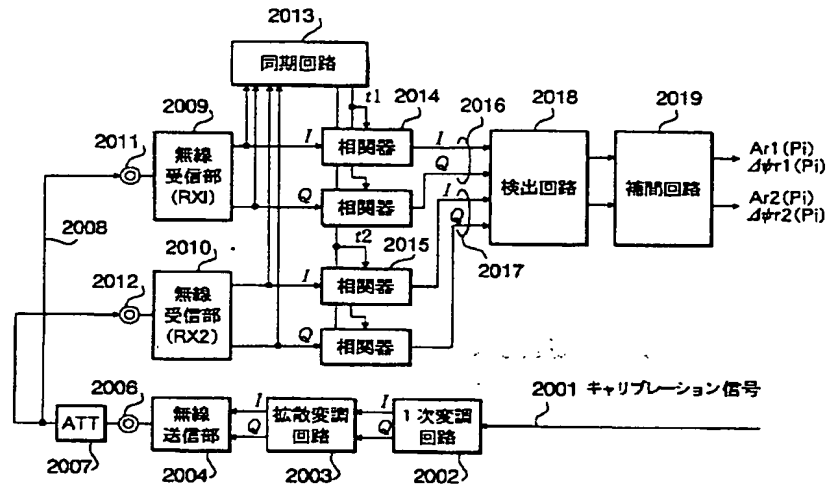 2013
同期回路
2009
2011
無線
受信部
(RX1)
I
Q
t1
2014
相関器
相関器
I
Q
2016
2018
検出回路
2019
補間回路
Ar1(Pi)
Δψr1(Pi)
Ar2(Pi)
Δψr2(Pi)
2008
2010
2012
無線
受信部
(RX2)
I
Q
t2
2015
相関器
相関器
I
Q
2017
2006
ATT
2007
無線
送信部
2004
I
Q
拡散変調
回路
2003
I
Q
1次変調
回路
2002
2001 キャリブレーション信号